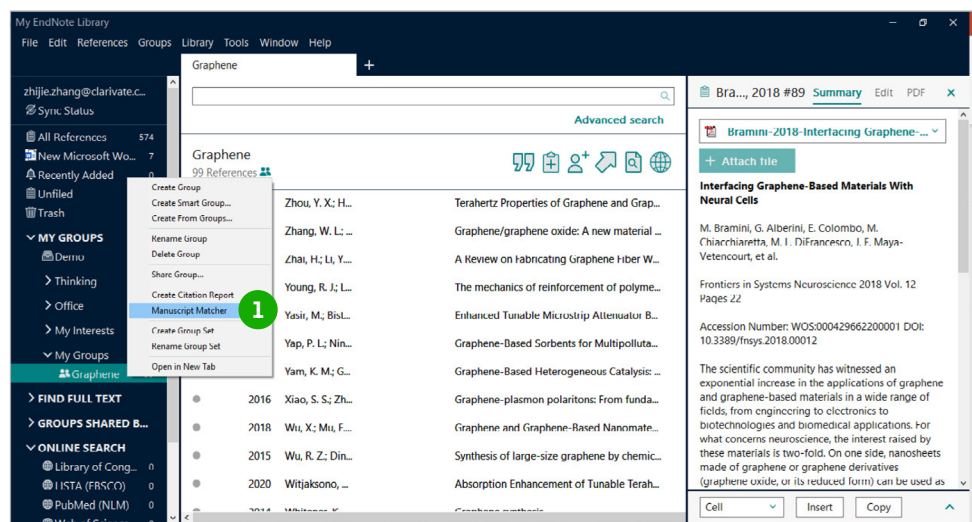 My EndNote Library
File Edit References Groups Library Tools Window Help
Graphene
zhijie.zhang@clarivate.c...
Sync Status
All References 574
New Microsoft Wo... 7
Recently Added 0
Unfiled
Trash
MY GROUPS
Demo
Thinking
Office
My Interests
My Groups
Graphene
FIND FULL TEXT
GROUPS SHARED B...
ONLINE SEARCH
Library of Cong... 0
LISTA (EBSCO) 0
PubMed (NLM) 0
Advanced search
Graphene
99 References
Create Group
Create Smart Group...
Create From Groups...
Rename Group
Delete Group
Share Group...
Create Citation Report
Manuscript Matcher
1
Create Group Set
Rename Group Set
Open in New Tab
Zhou, Y. X.; H... Terahertz Properties of Graphene and Grap...
Zhang, W. L.; ... Graphene/graphene oxide: A new material ...
Zhai, H.; Li, Y.... A Review on Fabricating Graphene Fiber W...
Young, R. J.; L... The mechanics of reinforcement of polyme...
Yasir, M.; Bist... Enhanced Tunable Microstrip Attenuator B...
Yap, P. L.; Nin... Graphene-Based Sorbents for Multipolluta...
Yam, K. M.; G... Graphene-Based Heterogeneous Catalysis: ...
2016 Xiao, S. S.; Zh... Graphene-plasmon polaritons: From funda...
2018 Wu, X.; Mu, F.... Graphene and Graphene-Based Nanomate...
2015 Wu, R. Z.; Din... Synthesis of large-size graphene by chemic...
2020 Witjaksono, ... Absorption Enhancement of Tunable Terah...
Bra..., 2018 #89 Summary Edit PDF
Bramini-2018-Interfacing Graphene-...
+ Attach file
Interfacing Graphene-Based Materials With
Neural Cells
M. Bramini, G. Alberini, E. Colombo, M.
Chiacchiaretta, M. L. DiFrancesco, J. F. Maya-
Vetencourt, et al.
Frontiers in Systems Neuroscience 2018 Vol. 12
Pages 22
Accession Number: WOS:000429662200001 DOI:
10.3389/fnsys.2018.00012
The scientific community has witnessed an
exponential increase in the applications of graphene
and graphene-based materials in a wide range of
fields, from engineering to electronics to
biotechnologies and biomedical applications. For
what concerns neuroscience, the interest raised by
these materials is two-fold. On one side, nanosheets
made of graphene or graphene derivatives
(graphene oxide, or its reduced form) can be used as
Cell Insert Copy